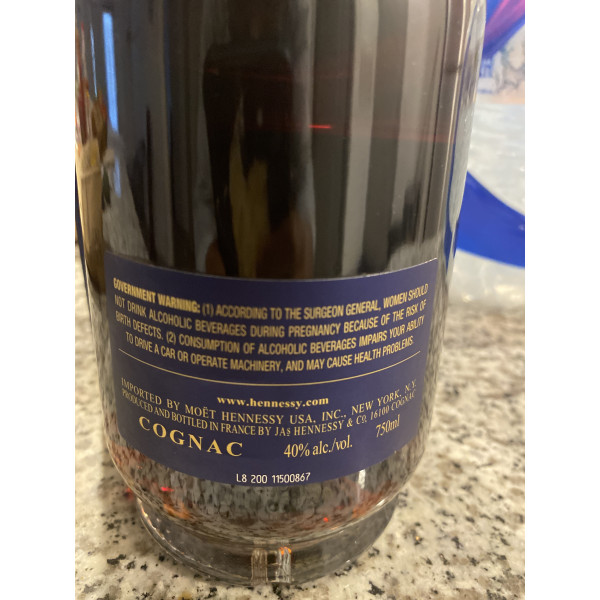 GOVERNMENT WARNING: (1) ACCORDING TO THE SURGEON GENERAL, WOMEN SHOULD
NOT DRINK ALCOHOLIC BEVERAGES DURING PREGNANCY BECAUSE OF THE RISK OF
BIRTH DEFECTS. (2) CONSUMPTION OF ALCOHOLIC BEVERAGES IMPAIRS YOUR ABILITY
TO DRIVE A CAR OR OPERATE MACHINERY, AND MAY CAUSE HEALTH PROBLEMS.
www.hennessy.com
IMPORTED BY MOËT HENNESSY USA, INC., NEW YORK, N.Y.
PRODUCED AND BOTTLED IN FRANCE BY JAs HENNESSY & Co, 16100 COGNAC
COGNAC 40% alc./vol. 750ml
L8 200 11500867